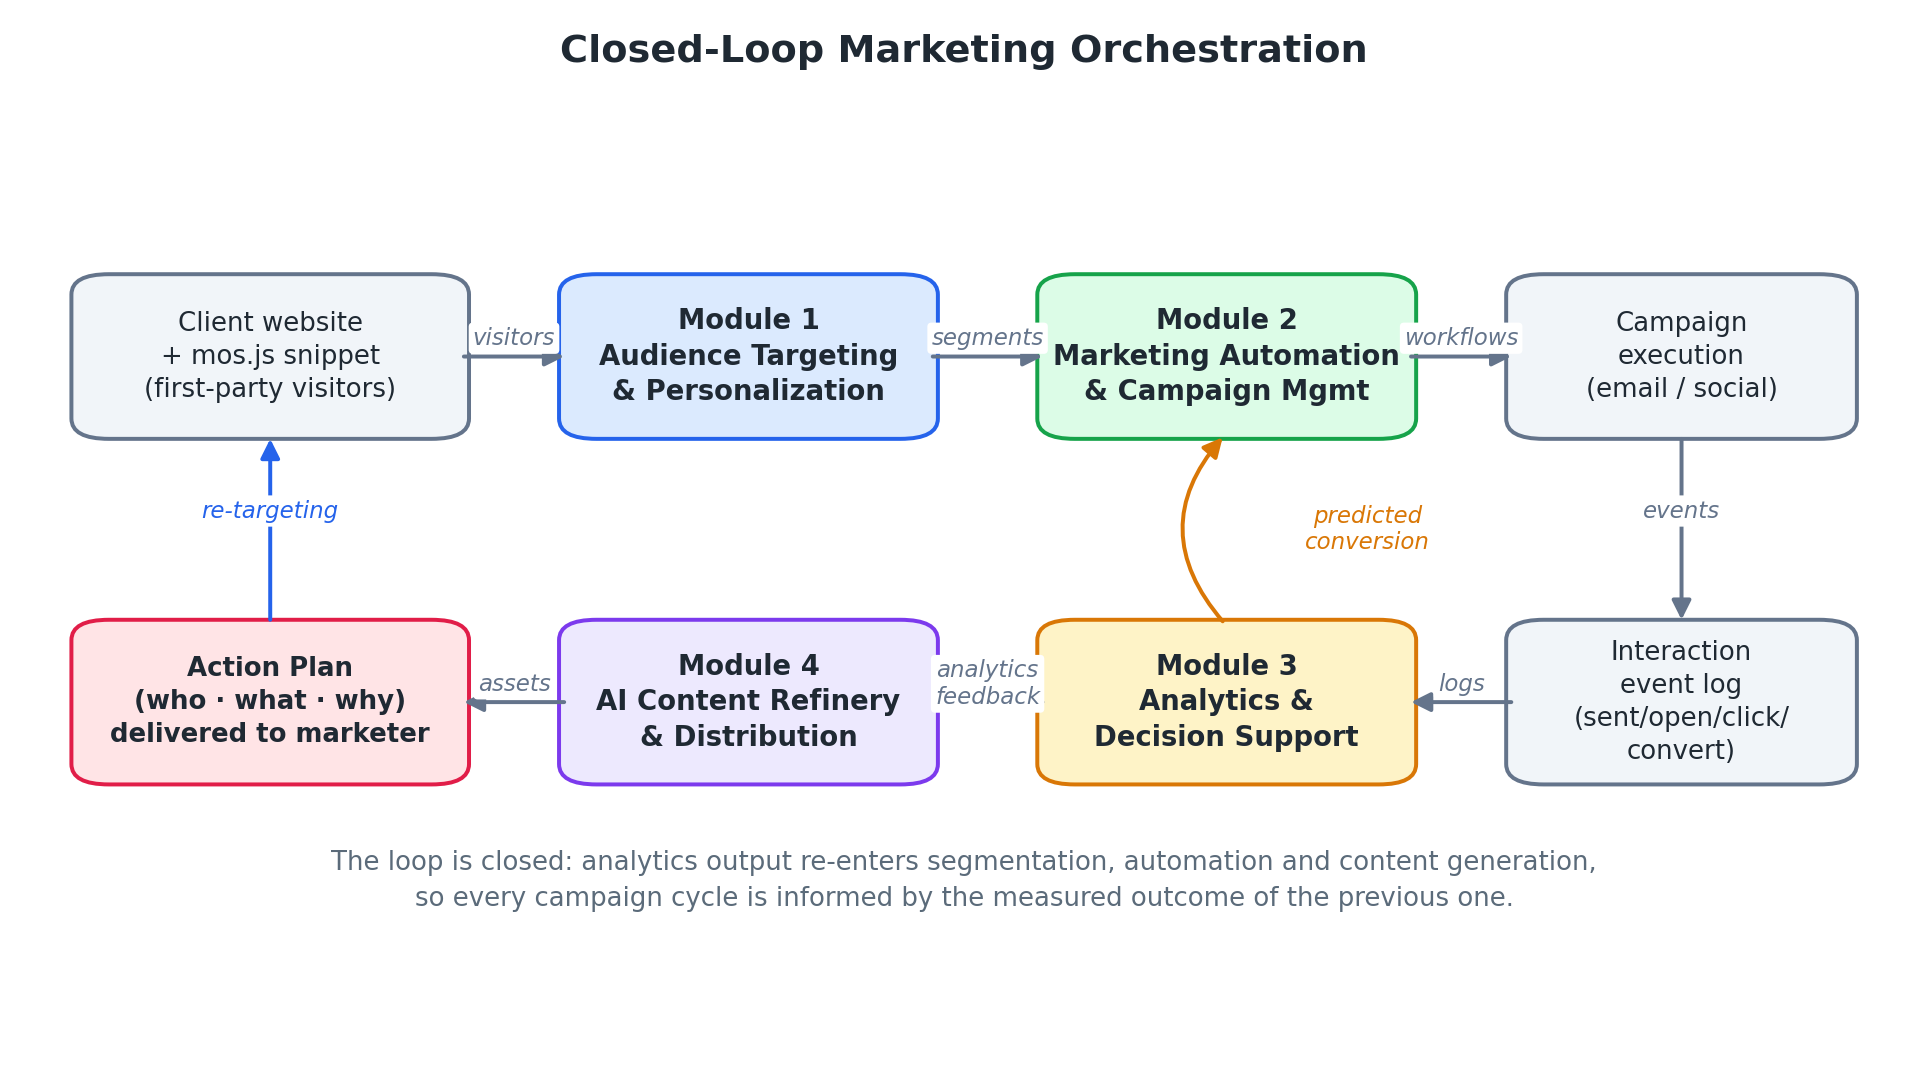 Closed-Loop Marketing Orchestration
Client website
+ mos.js snippet
(first-party visitors)
visitors
Module 1
Audience Targeting
& Personalization
segments
Module 2
Marketing Automation
& Campaign Mgmt
workflows
Campaign
execution
(email / social)
re-targeting
predicted
conversion
events
Action Plan
(who · what · why)
delivered to marketer
assets
Module 4
AI Content Refinery
& Distribution
analytics
feedback
Module 3
Analytics &
Decision Support
logs
Interaction
event log
(sent/open/click/
convert)
The loop is closed: analytics output re-enters segmentation, automation and content generation,
so every campaign cycle is informed by the measured outcome of the previous one.